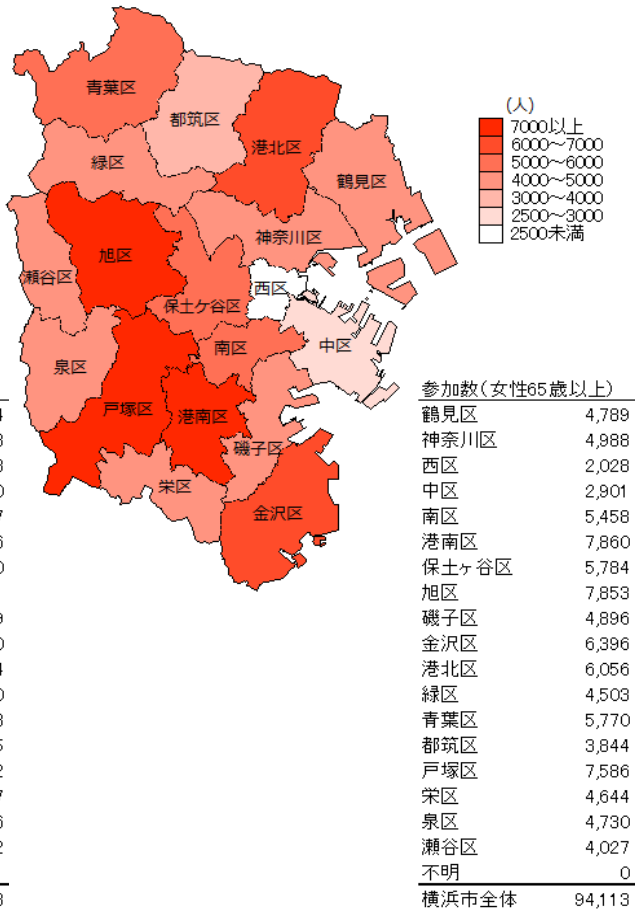 青葉区
都筑区
港北区
緑区
鶴見区
神奈川区
旭区
瀬谷区
保土ケ谷区
西区
南区
中区
泉区
戸塚区
港南区
磯子区
栄区
金沢区
(人)
7000以上
6000～7000
5000～6000
4000～5000
3000～4000
2500～3000
2500未満
参加数(女性65歳以上)
鶴見区 4,789
神奈川区 4,988
西区 2,028
中区 2,901
南区 5,458
港南区 7,860
保土ヶ谷区 5,784
旭区 7,853
磯子区 4,896
金沢区 6,396
港北区 6,056
緑区 4,503
青葉区 5,770
都筑区 3,844
戸塚区 7,586
栄区 4,644
泉区 4,730
瀬谷区 4,027
不明 0
横浜市全体 94,113